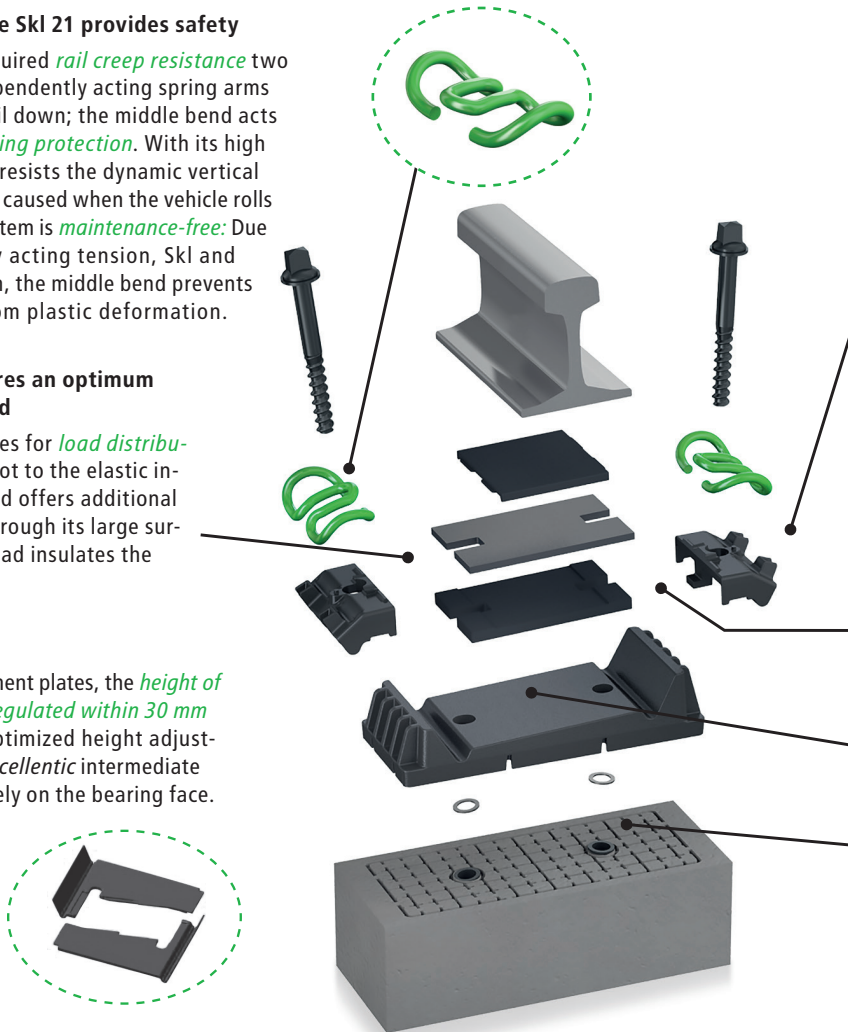 e Skl 21 provides safety
uired rail creep resistance two
pendently acting spring arms
il down; the middle bend acts
ing protection. With its high
resists the dynamic vertical
caused when the vehicle rolls
tem is maintenance-free: Due
y acting tension, Skl and
n, the middle bend prevents
om plastic deformation.
res an optimum
d
es for load distribu-
ot to the elastic in-
d offers additional
rough its large sur-
ad insulates the
ment plates, the height of
egulated within 30 mm
ptimized height adjust-
cellentic intermediate
ely on the bearing face.